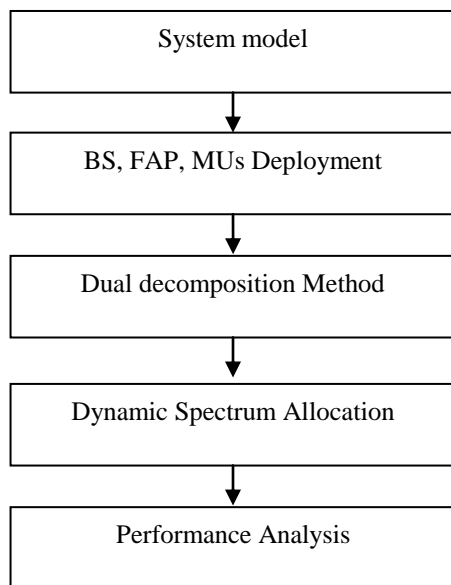 System model
BS, FAP, MUs Deployment
Dual decomposition Method
Dynamic Spectrum Allocation
Performance Analysis